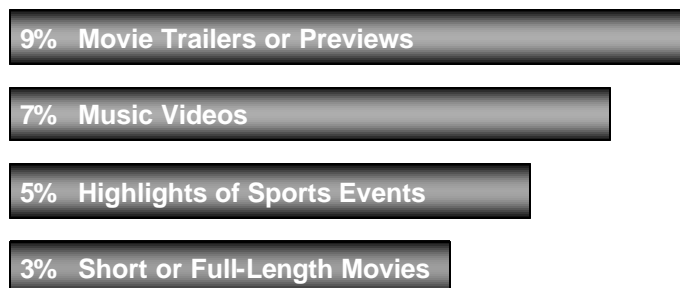 9% Movie Trailers or Previews
7% Music Videos
5% Highlights of Sports Events
3% Short or Full-Length Movies